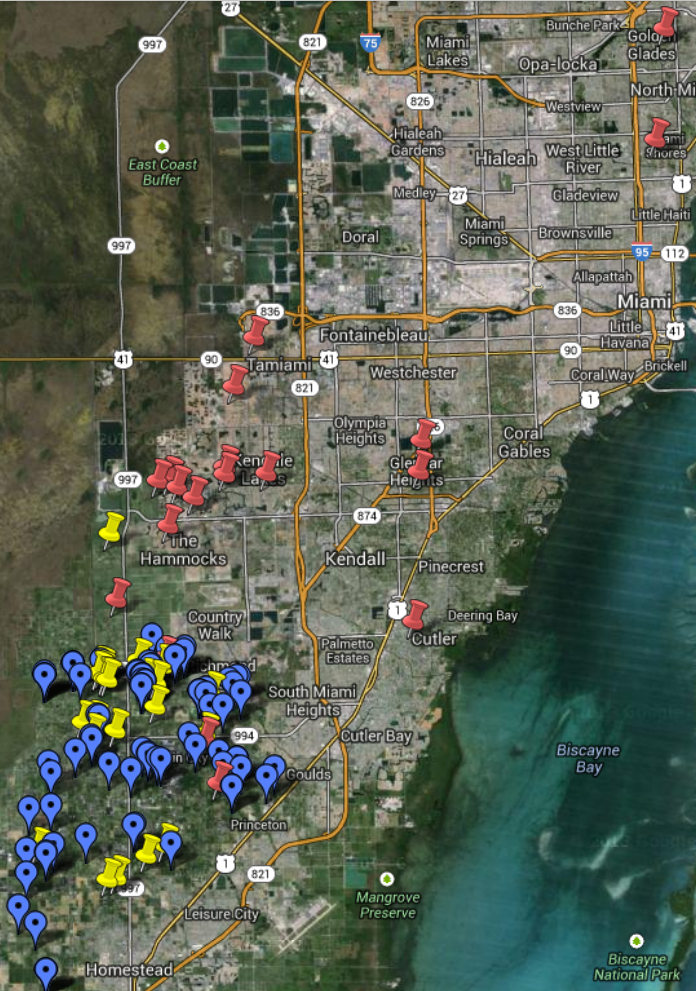 27
997
821
75
Miami
Lakes
Bunche Park
Golden
Glades
Opa-locka
826
North Mi
Westview
East Coast
Buffer
Hialeah
Gardens
Hialeah
West Little
River
Shores
Medley
27
Gladeview
1
Little Haiti
997
Doral
Miami
Springs
Brownsville
95
112
Allapattah
836
836
Miami
Fontainebleau
Little
Havana
41
41
90
Tamiami
41
90
Westchester
Coral Way
Brickell
821
1
Olympia
Heights
Coral
Gables
997
Lakes
Heights
874
The
Hammocks
Kendall
Pinecrest
1
Country
Walk
Deering Bay
Cutler
Palmetto
Estates
South Miami
Heights
994
Cutler Bay
Biscayne
Bay
Goulds
Princeton
1
821
997
Mangrove
Preserve
Leisure City
Homestead
Biscayne
National Park